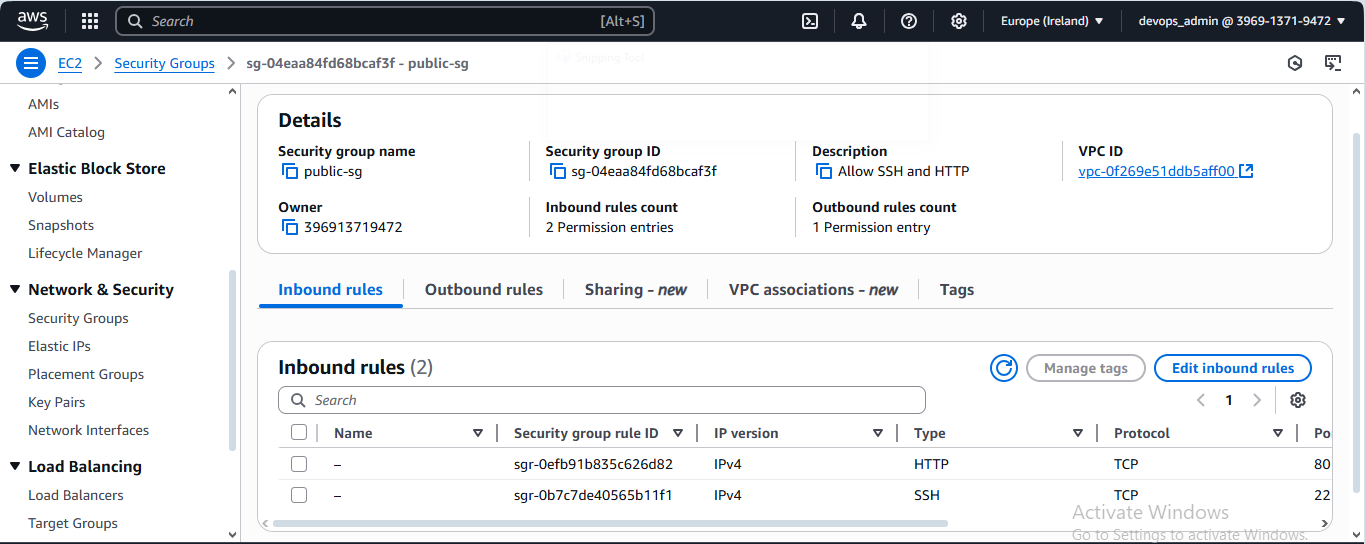 aws Search [Alt+S] Europe (Ireland) devops_admin @ 3969-1371-9472
EC2 > Security Groups > sg-04eaa84fd68bcaf3f - public-sg
Snipping Tool
AMIs
AMI Catalog
Elastic Block Store
Volumes
Snapshots
Lifecycle Manager
Network & Security
Security Groups
Elastic IPs
Placement Groups
Key Pairs
Network Interfaces
Load Balancing
Load Balancers
Target Groups
Details
Security group name
public-sg
Security group ID
sg-04eaa84fd68bcaf3f
Description
Allow SSH and HTTP
VPC ID
vpc-0f269e51ddb5aff00
Owner
396913719472
Inbound rules count
2 Permission entries
Outbound rules count
1 Permission entry
Inbound rules Outbound rules Sharing - new VPC associations - new Tags
Inbound rules (2) Manage tags Edit inbound rules
Search 1
Name Security group rule ID IP version Type Protocol Po
– sgr-0efb91b835c626d82 IPv4 HTTP TCP 80
– sgr-0b7c7de40565b11f1 IPv4 SSH TCP 22
Activate Windows
Go to Settings to activate Windows.